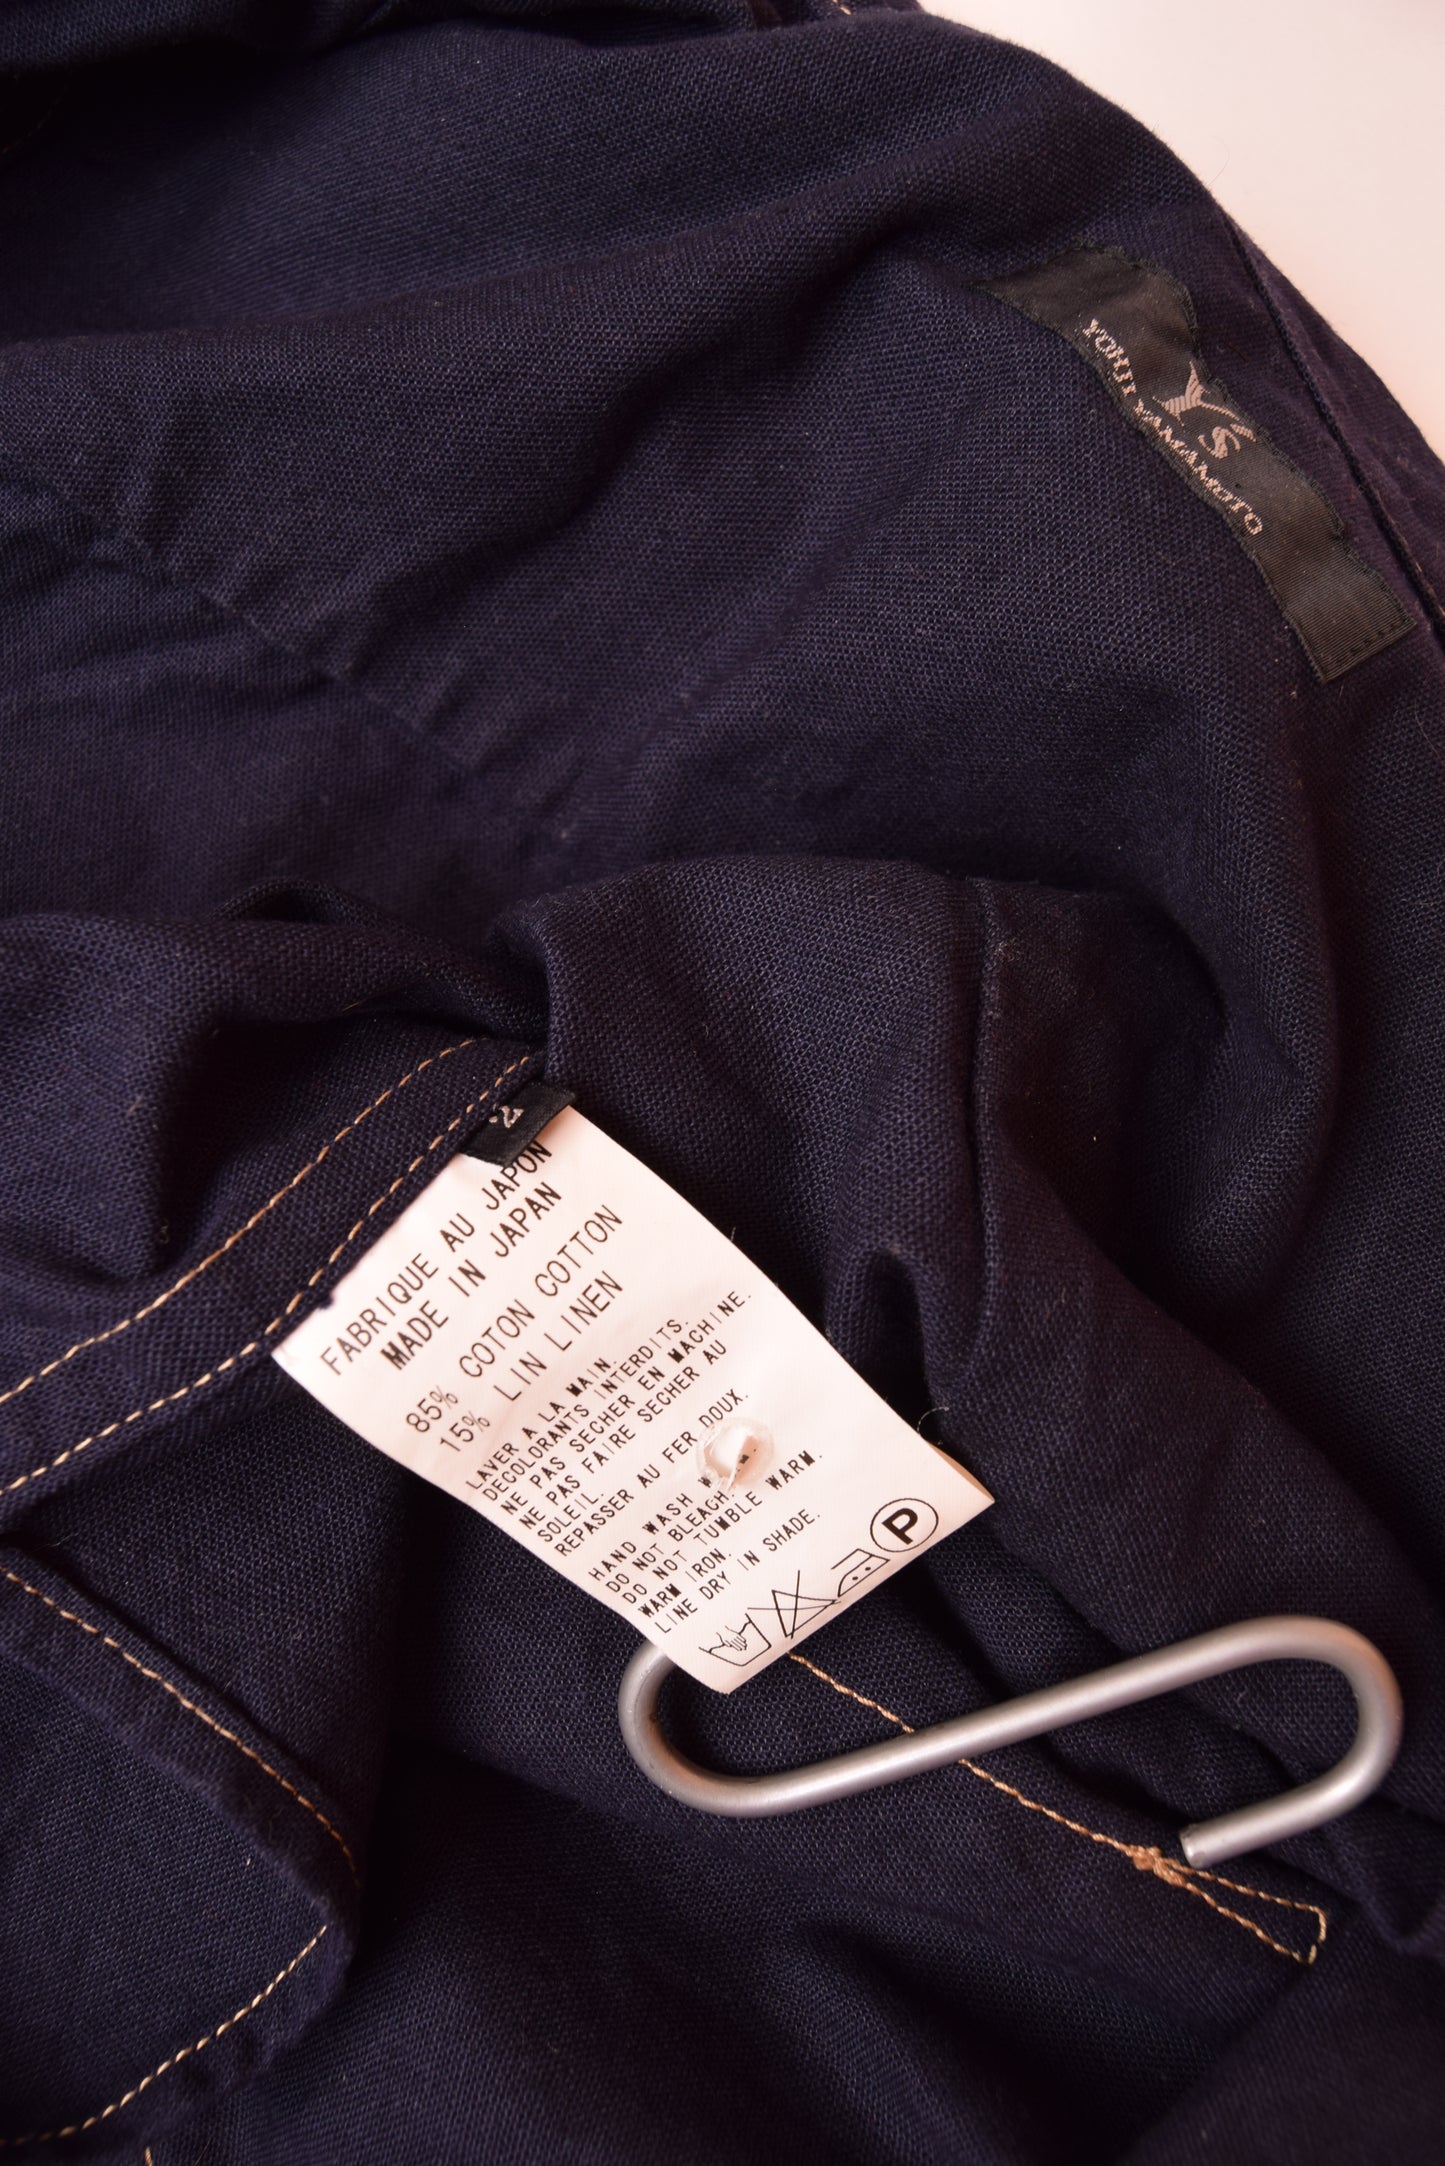 Y's
YOHJI YAMAMOTO
2
FABRIQUE AU JAPON
MADE IN JAPAN
85% COTON COTTON
15% LIN LINEN
LAVER A LA MAIN.
DECOLORANTS INTERDITS.
NE PAS SECHER EN MACHINE.
NE PAS FAIRE SECHER AU
SOLEIL.
REPASSER AU FER DOUX.
HAND WASH
DO NOT BLEACH.
DO NOT TUMBLE WARM.
WARM IRON.
LINE DRY IN SHADE.
P